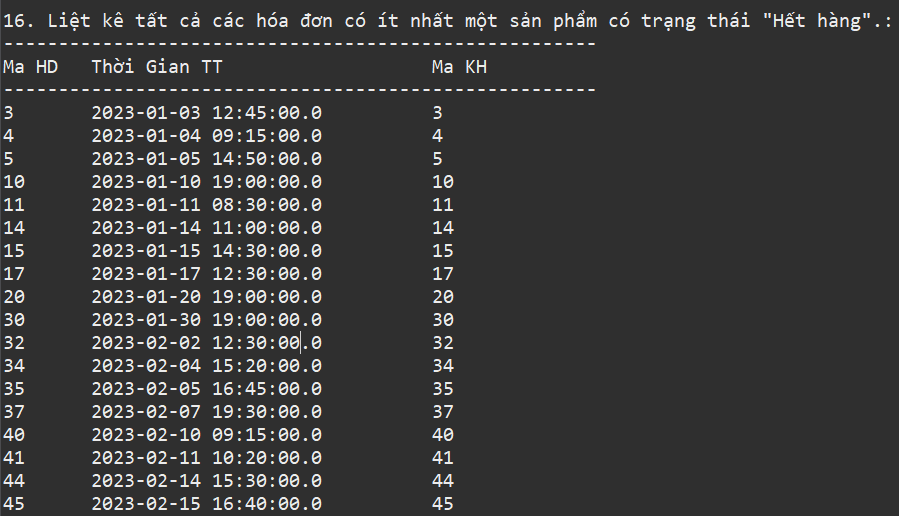 16. Liệt kê tất cả các hóa đơn có ít nhất một sản phẩm có trạng thái "Hết hàng".:
------------------------------------------------------
Ma HD   Thời Gian TT                   Ma KH
------------------------------------------------------
3       2023-01-03 12:45:00.0          3
4       2023-01-04 09:15:00.0          4
5       2023-01-05 14:50:00.0          5
10      2023-01-10 19:00:00.0          10
11      2023-01-11 08:30:00.0          11
14      2023-01-14 11:00:00.0          14
15      2023-01-15 14:30:00.0          15
17      2023-01-17 12:30:00.0          17
20      2023-01-20 19:00:00.0          20
30      2023-01-30 19:00:00.0          30
32      2023-02-02 12:30:00.0          32
34      2023-02-04 15:20:00.0          34
35      2023-02-05 16:45:00.0          35
37      2023-02-07 19:30:00.0          37
40      2023-02-10 09:15:00.0          40
41      2023-02-11 10:20:00.0          41
44      2023-02-14 15:30:00.0          44
45      2023-02-15 16:40:00.0          45